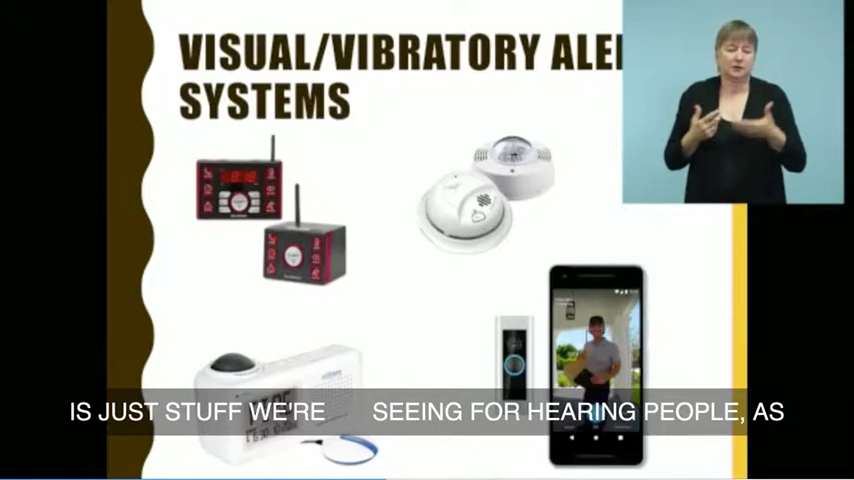 VISUAL/VIBRATORY ALE
SYSTEMS
IS JUST STUFF WE'RE SEEING FOR HEARING PEOPLE, AS